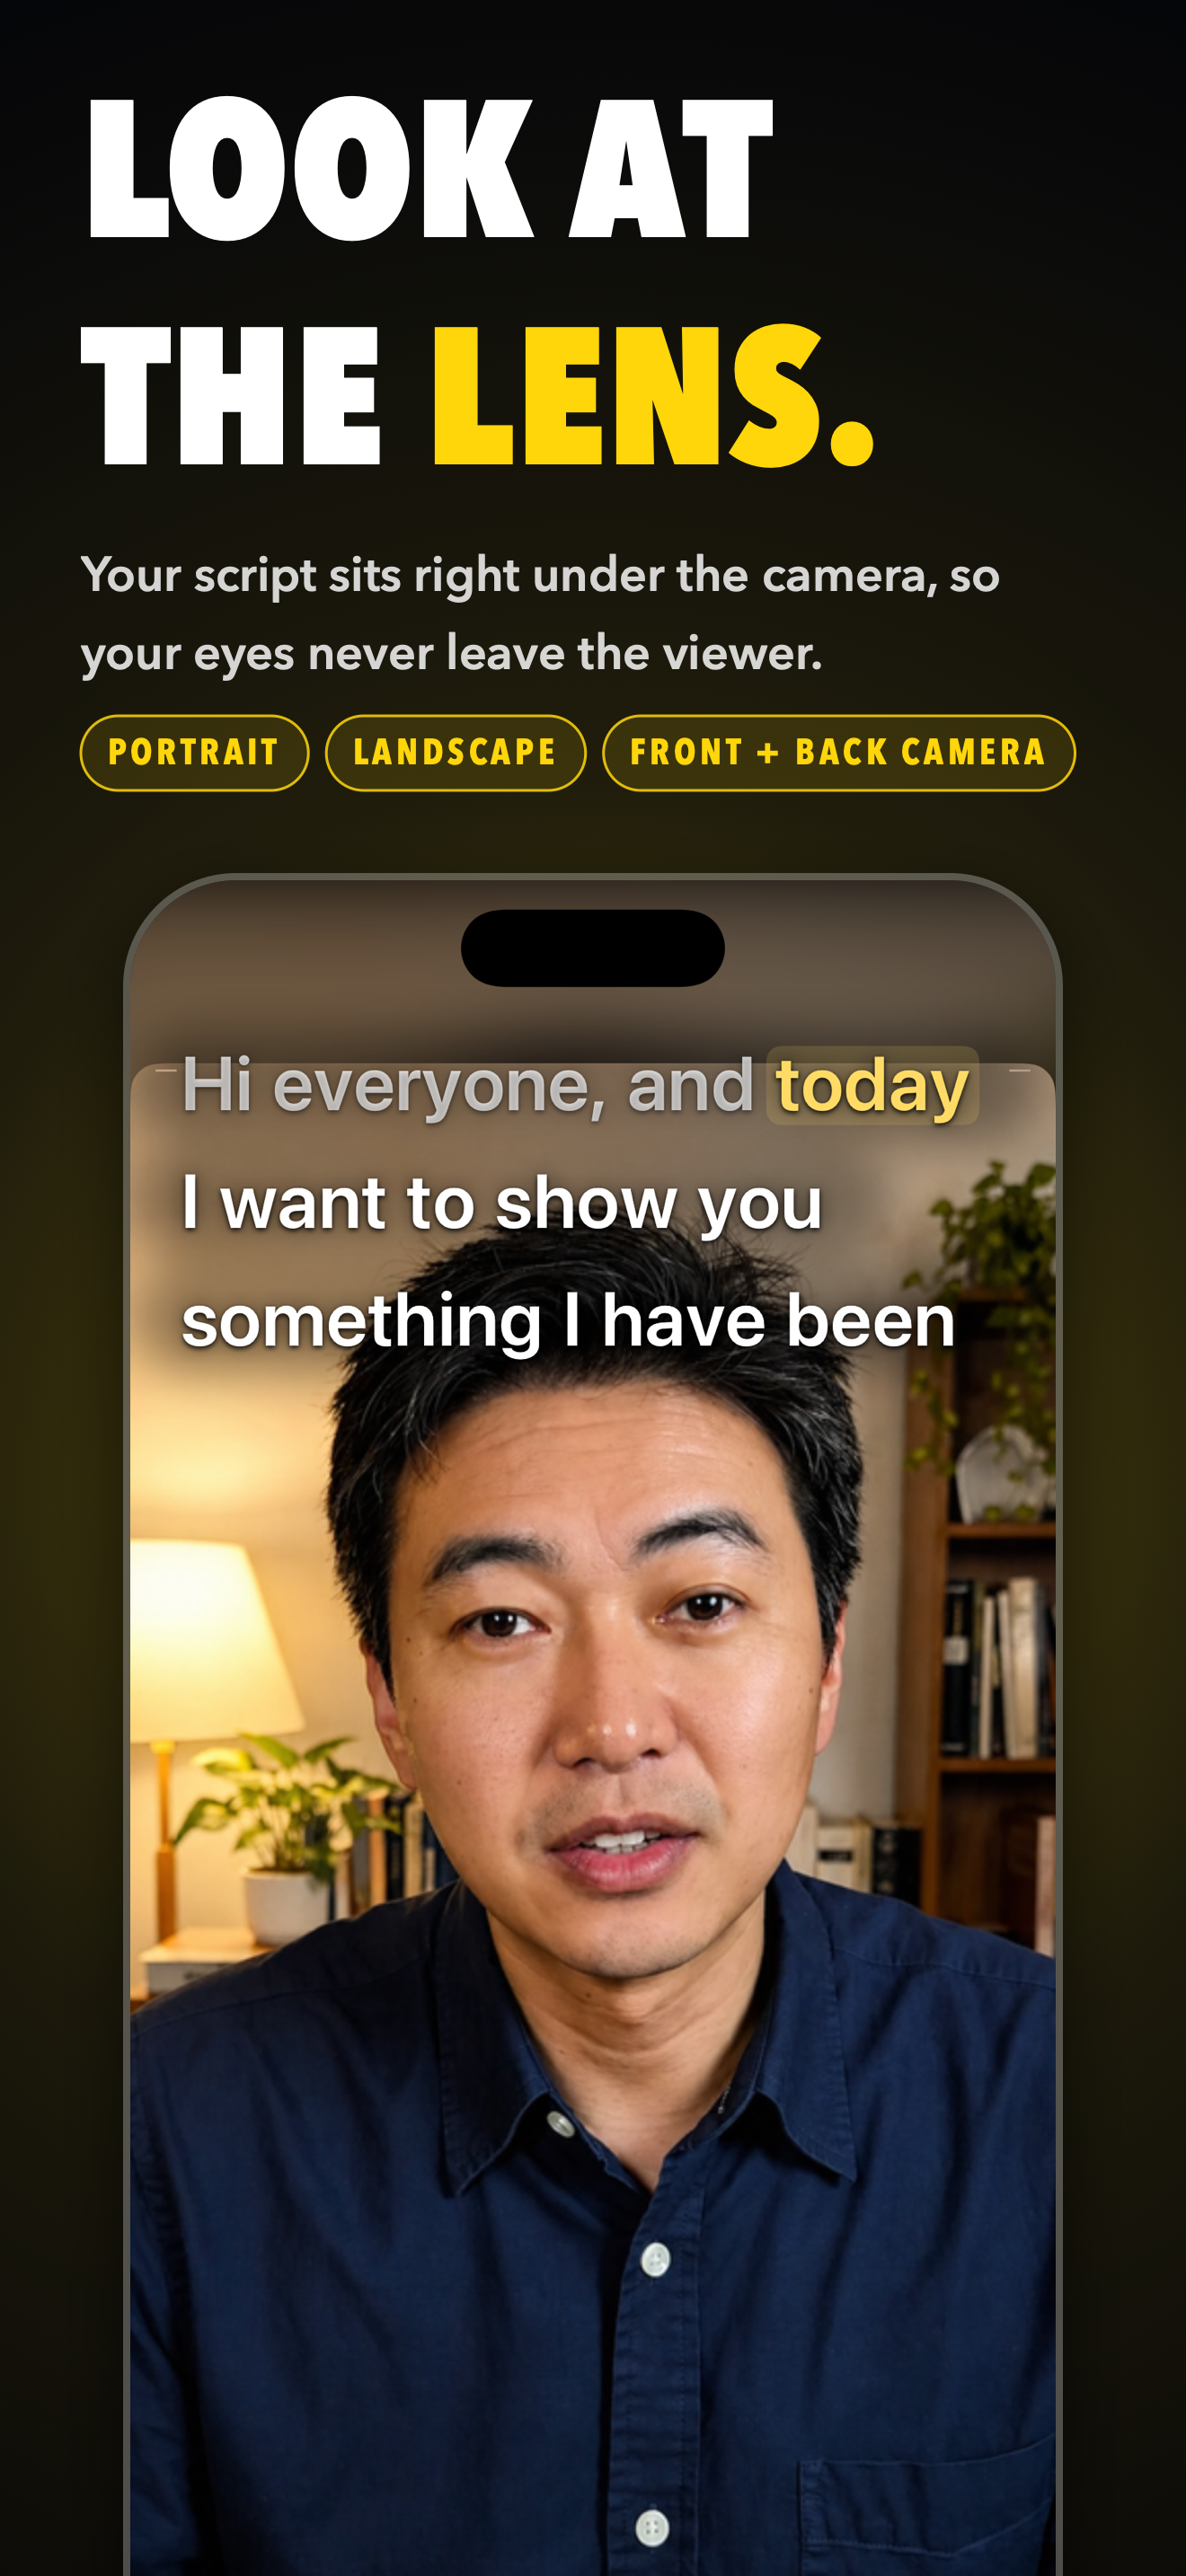 LOOK AT
THE LENS.
Your script sits right under the camera, so
your eyes never leave the viewer.
PORTRAIT LANDSCAPE FRONT + BACK CAMERA
Hi everyone, and today
I want to show you
something I have been